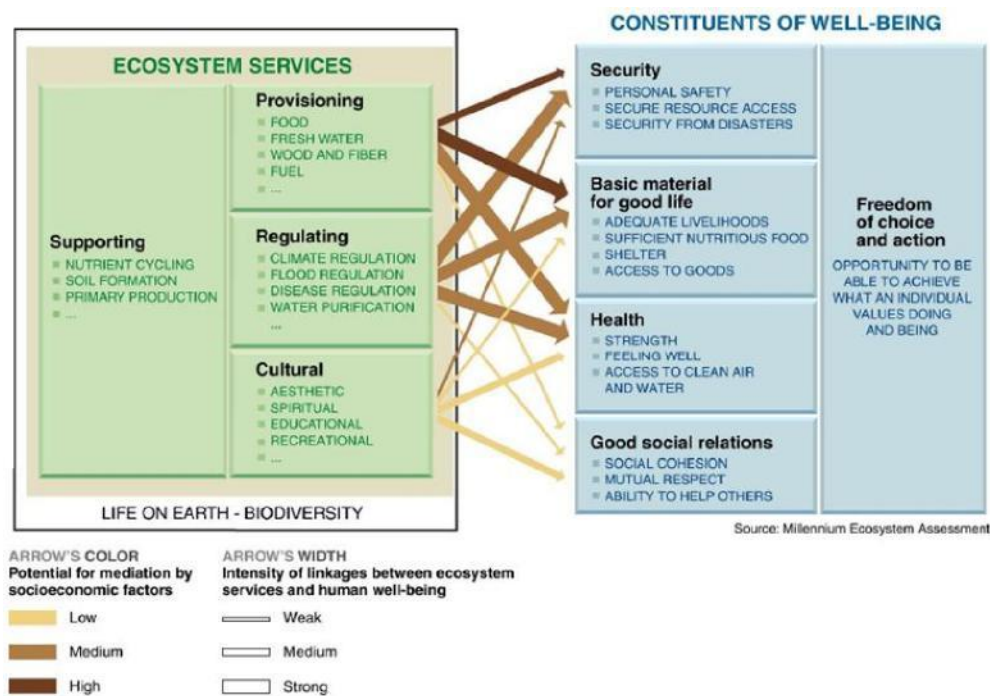 CONSTITUENTS OF WELL-BEING
ECOSYSTEM SERVICES
Supporting
NUTRIENT CYCLING
SOIL FORMATION
PRIMARY PRODUCTION
...
Provisioning
FOOD
FRESH WATER
WOOD AND FIBER
FUEL
...
Regulating
CLIMATE REGULATION
FLOOD REGULATION
DISEASE REGULATION
WATER PURIFICATION
...
Cultural
AESTHETIC
SPIRITUAL
EDUCATIONAL
RECREATIONAL
...
LIFE ON EARTH - BIODIVERSITY
Security
PERSONAL SAFETY
SECURE RESOURCE ACCESS
SECURITY FROM DISASTERS
Basic material
for good life
ADEQUATE LIVELIHOODS
SUFFICIENT NUTRITIOUS FOOD
SHELTER
ACCESS TO GOODS
Health
STRENGTH
FEELING WELL
ACCESS TO CLEAN AIR
AND WATER
Good social relations
SOCIAL COHESION
MUTUAL RESPECT
ABILITY TO HELP OTHERS
Freedom
of choice
and action
OPPORTUNITY TO BE
ABLE TO ACHIEVE
WHAT AN INDIVIDUAL
VALUES DOING
AND BEING
Source: Millennium Ecosystem Assessment
ARROW'S COLOR
Potential for mediation by
socioeconomic factors
Low
Medium
High
ARROW'S WIDTH
Intensity of linkages between ecosystem
services and human well-being
Weak
Medium
Strong